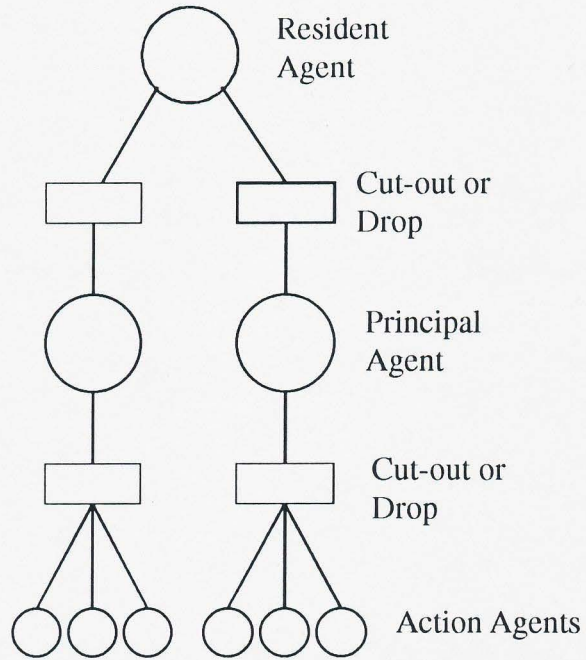 Resident
Agent
Cut-out or
Drop
Principal
Agent
Cut-out or
Drop
Action Agents